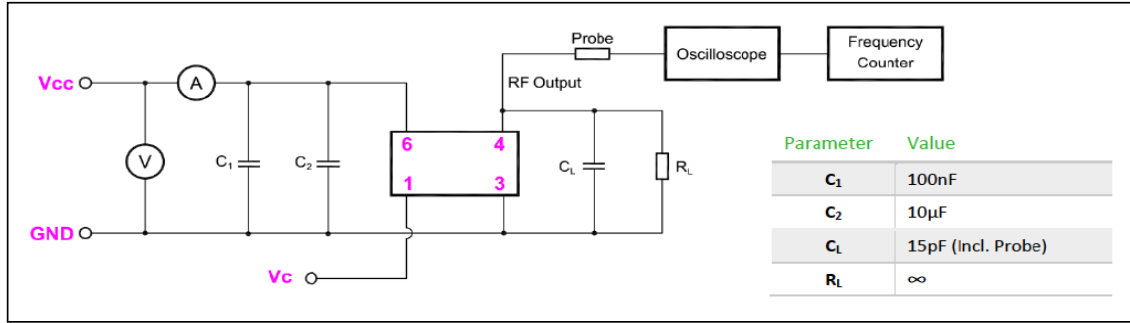 Probe
Oscilloscope
Frequency
Counter
Vcc
A
RF Output
V
C1
C2
6
4
1
3
CL
RL
GND
Vc
Parameter Value
C1 100nF
C2 10µF
CL 15pF (Incl. Probe)
RL ∞